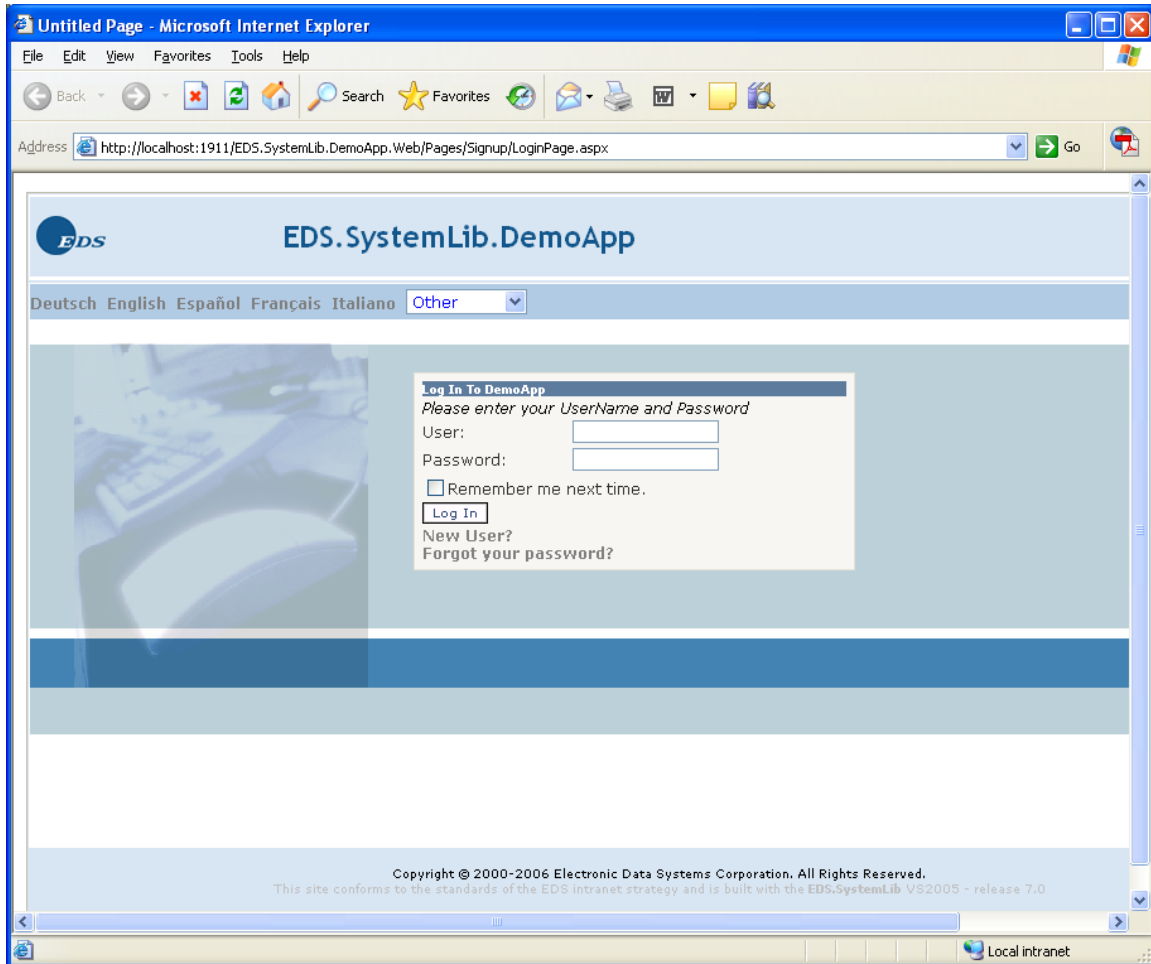 Untitled Page - Microsoft Internet Explorer
File Edit View Favorites Tools Help
Back Search Favorites
Address http://localhost:1911/EDS.SystemLib.DemoApp.Web/Pages/Signup/LoginPage.aspx Go
EDS EDS.SystemLib.DemoApp
Deutsch English Español Français Italiano Other
Log In To DemoApp
Please enter your UserName and Password
User:
Password:
Remember me next time.
Log In
New User?
Forgot your password?
Copyright © 2000-2006 Electronic Data Systems Corporation. All Rights Reserved.
This site conforms to the standards of the EDS intranet strategy and is built with the EDS.SystemLib VS2005 - release 7.0
Local intranet